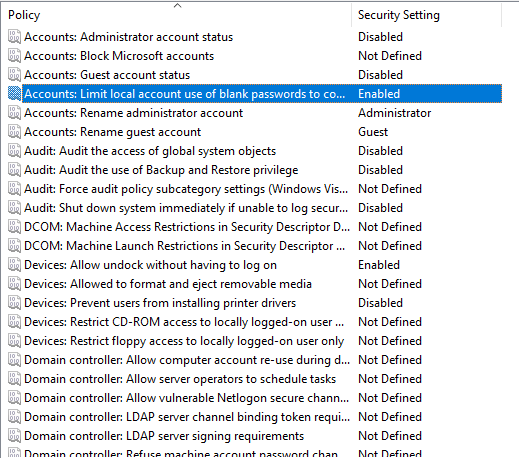 Policy Security Setting
Accounts: Administrator account status Disabled
Accounts: Block Microsoft accounts Not Defined
Accounts: Guest account status Disabled
Accounts: Limit local account use of blank passwords to co... Enabled
Accounts: Rename administrator account Administrator
Accounts: Rename guest account Guest
Audit: Audit the access of global system objects Disabled
Audit: Audit the use of Backup and Restore privilege Disabled
Audit: Force audit policy subcategory settings (Windows Vis... Not Defined
Audit: Shut down system immediately if unable to log secur... Disabled
DCOM: Machine Access Restrictions in Security Descriptor D... Not Defined
DCOM: Machine Launch Restrictions in Security Descriptor ... Not Defined
Devices: Allow undock without having to log on Enabled
Devices: Allowed to format and eject removable media Not Defined
Devices: Prevent users from installing printer drivers Disabled
Devices: Restrict CD-ROM access to locally logged-on user ... Not Defined
Devices: Restrict floppy access to locally logged-on user only Not Defined
Domain controller: Allow computer account re-use during d... Not Defined
Domain controller: Allow server operators to schedule tasks Not Defined
Domain controller: Allow vulnerable Netlogon secure chann... Not Defined
Domain controller: LDAP server channel binding token requi... Not Defined
Domain controller: LDAP server signing requirements Not Defined
Domain controller: Refuse machine account password chan... Not Defined